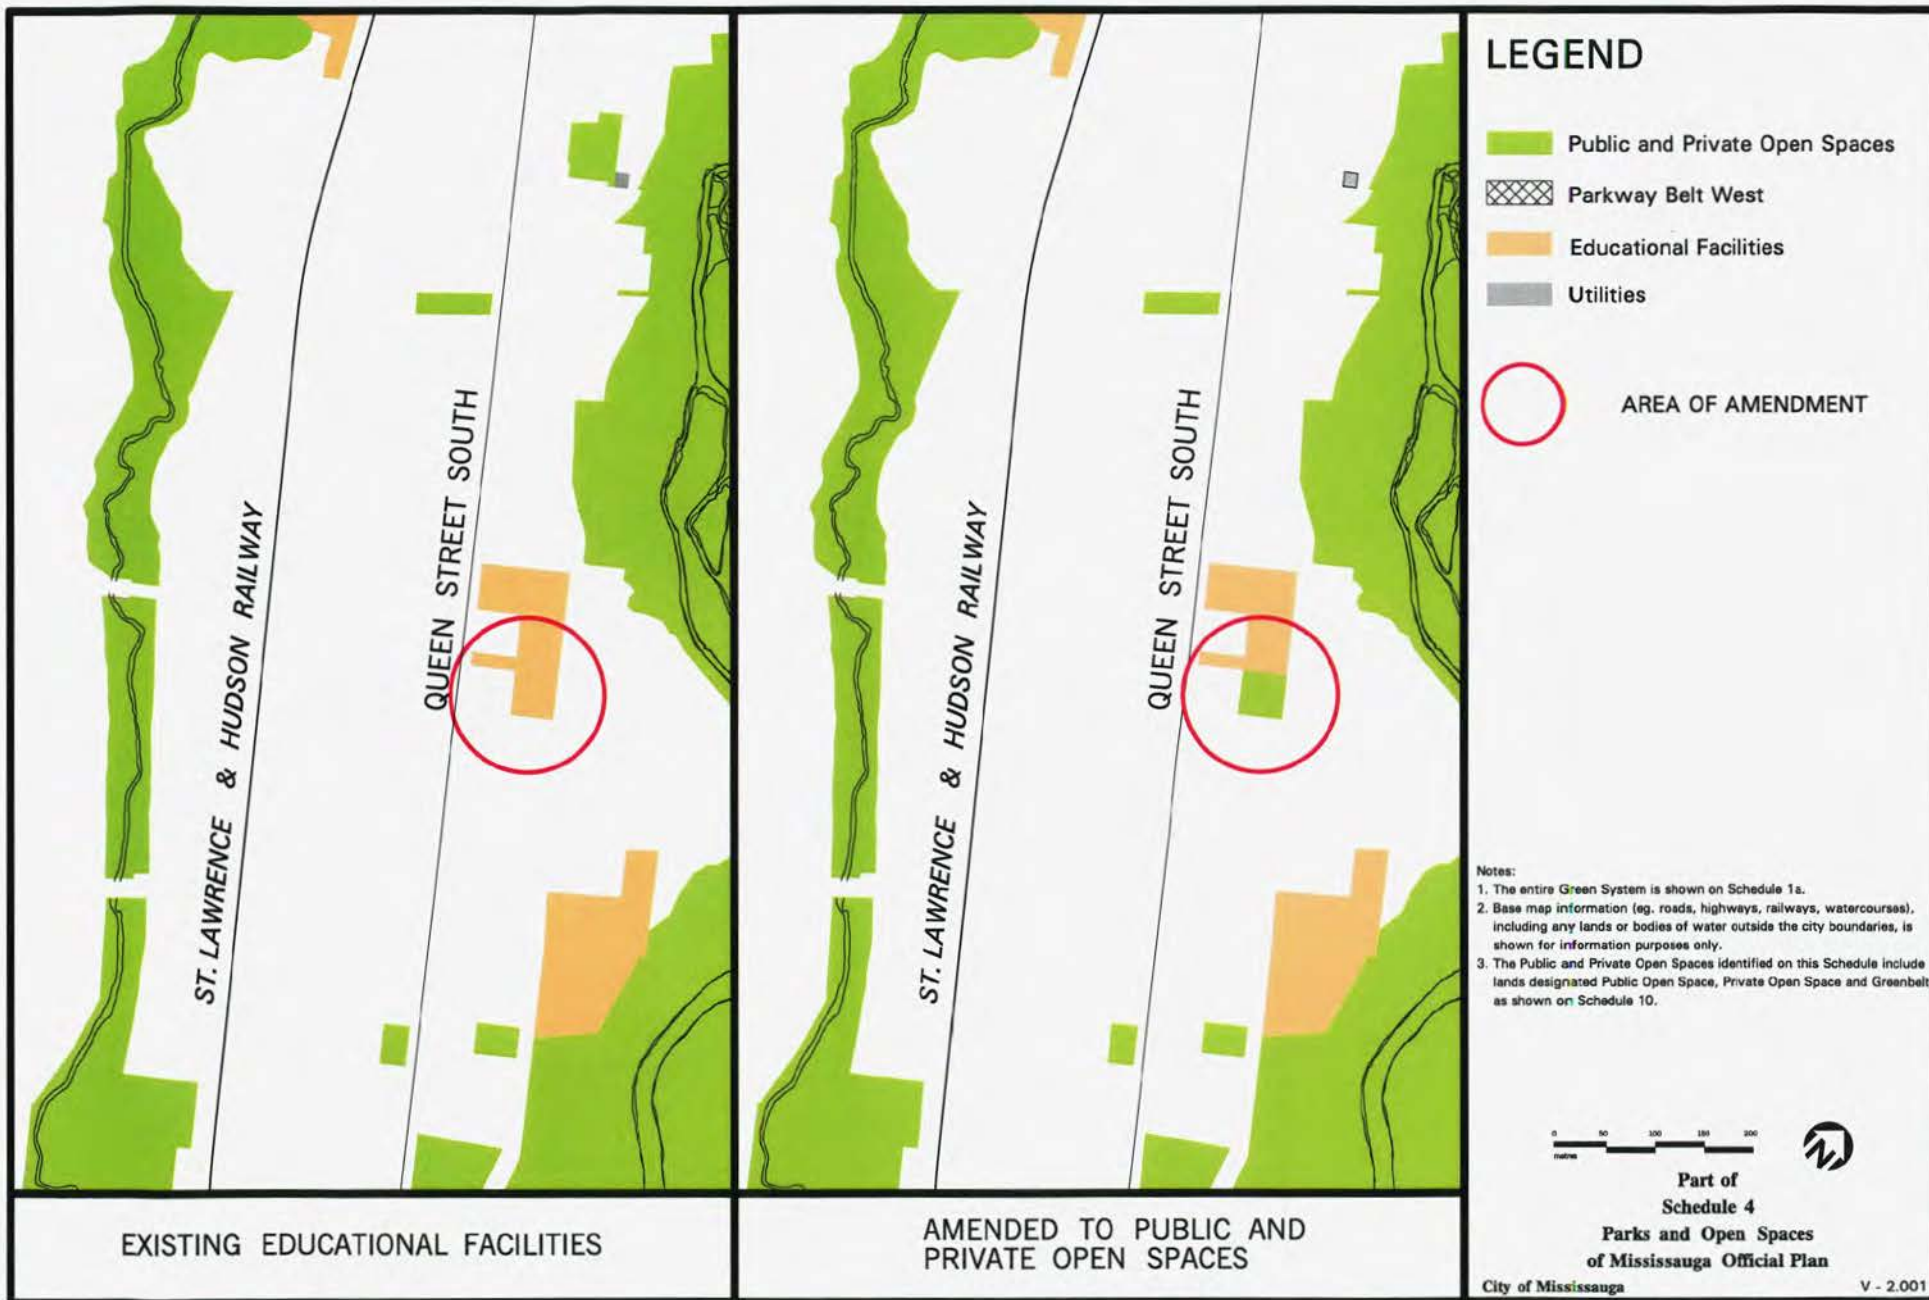 ST. LAWRENCE & HUDSON RAILWAY
QUEEN STREET SOUTH
EXISTING EDUCATIONAL FACILITIES
ST. LAWRENCE & HUDSON RAILWAY
QUEEN STREET SOUTH
AMENDED TO PUBLIC AND
PRIVATE OPEN SPACES
LEGEND
Public and Private Open Spaces
Parkway Belt West
Educational Facilities
Utilities
AREA OF AMENDMENT
Notes:
1. The entire Green System is shown on Schedule 1a.
2. Base map information (eg. roads, highways, railways, watercourses),
including any lands or bodies of water outside the city boundaries, is
shown for information purposes only.
3. The Public and Private Open Spaces identified on this Schedule include
lands designated Public Open Space, Private Open Space and Greenbelt
as shown on Schedule 10.
0 50 100 150 200
metres
Part of
Schedule 4
Parks and Open Spaces
of Mississauga Official Plan
City of Mississauga V - 2.001